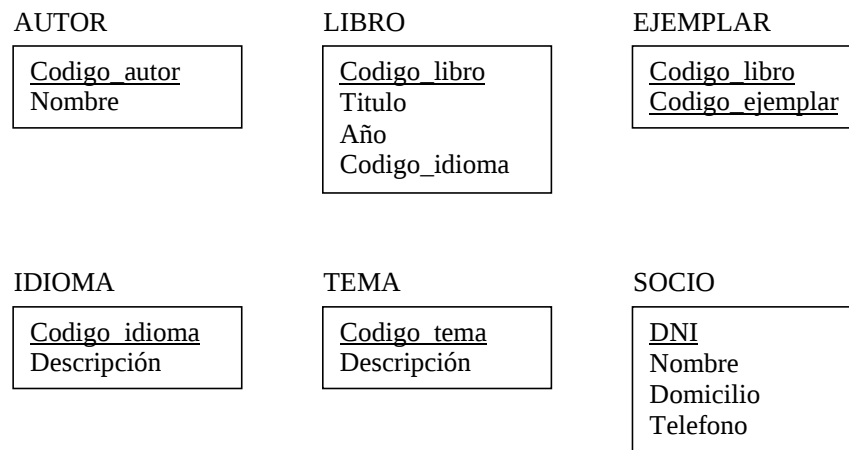 AUTOR
Codigo_autor
Nombre
LIBRO
Codigo_libro
Titulo
Año
Codigo_idioma
EJEMPLAR
Codigo_libro
Codigo_ejemplar
IDIOMA
Codigo_idioma
Descripción
TEMA
Codigo_tema
Descripción
SOCIO
DNI
Nombre
Domicilio
Telefono